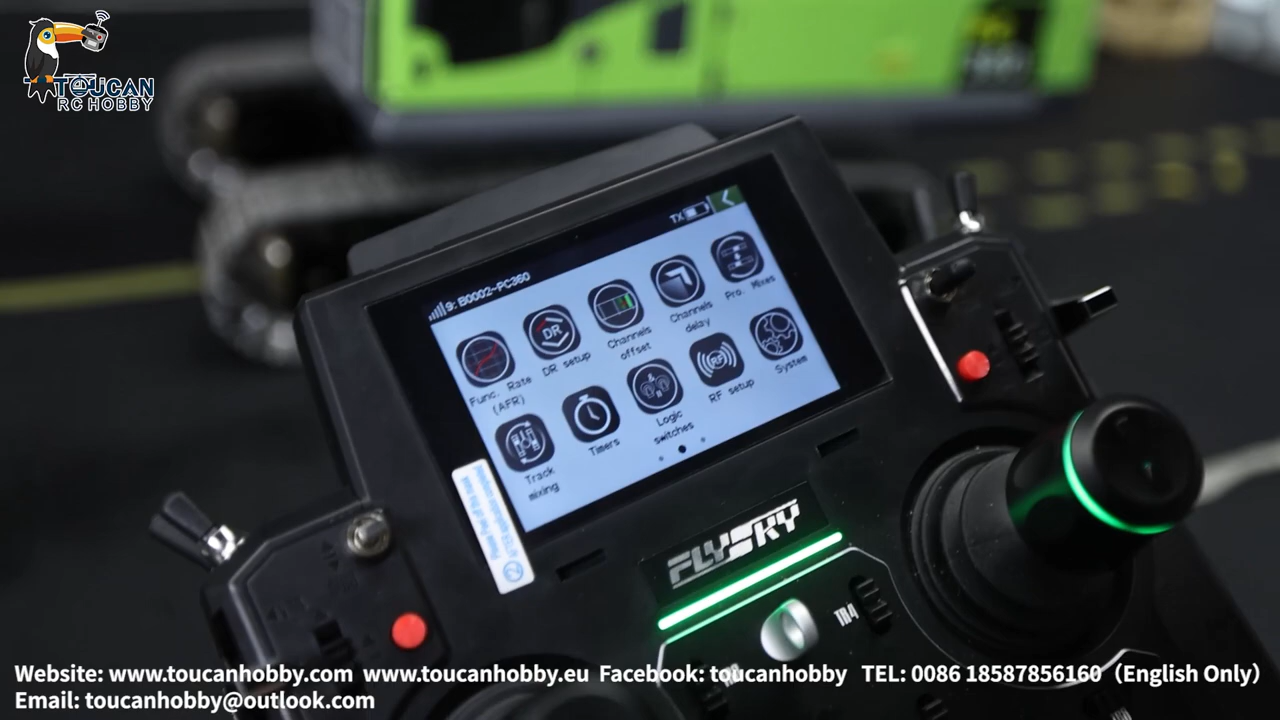 TOUCAN
RC HOBBY
TX
9: B0002-PC360
Func. Rate
(AFR)
DR setup
Channels
offset
Channels
delay
Pro. Mixes
Track
mixing
Timers
Logic
switches
RF setup
System
DR
RF
FLYSKY
TR4
Website: www.toucanhobby.com www.toucanhobby.eu Facebook: toucanhobby TEL: 0086 18587856160（English Only）
Email: toucanhobby@outlook.com